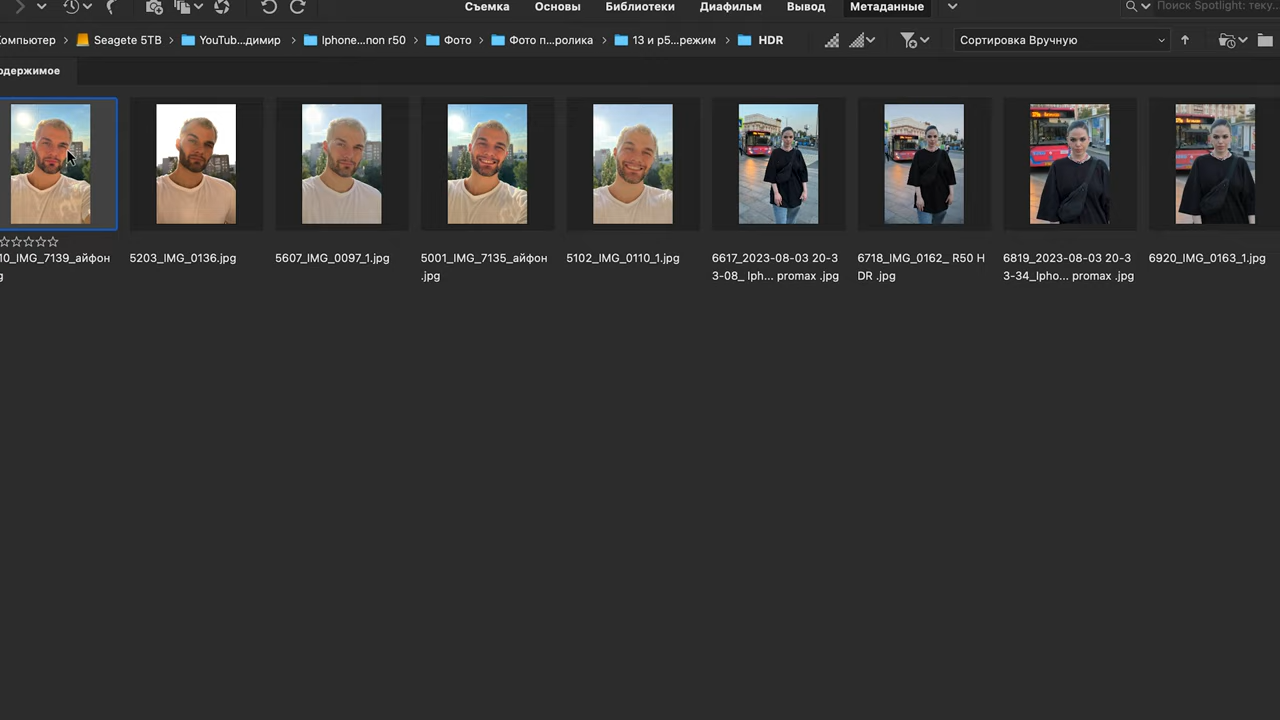 Съемка Основы Библиотеки Диафильм Вывод Метаданные Поиск Spotlight: теку...
омпьютер Seagete 5TB YouTub...димир Iphone...non r50 Фото Фото п...ролика 13 и р5...режим HDR Сортировка Вручную
одержимое
10_IMG_7139_айфон
g
5203_IMG_0136.jpg
5607_IMG_0097_1.jpg
5001_IMG_7135_айфон
.jpg
5102_IMG_0110_1.jpg
6617_2023-08-03 20-3
3-08_ Iph... promax .jpg
6718_IMG_0162_ R50 H
DR .jpg
6819_2023-08-03 20-3
3-34_Ipho... promax .jpg
6920_IMG_0163_1.jpg